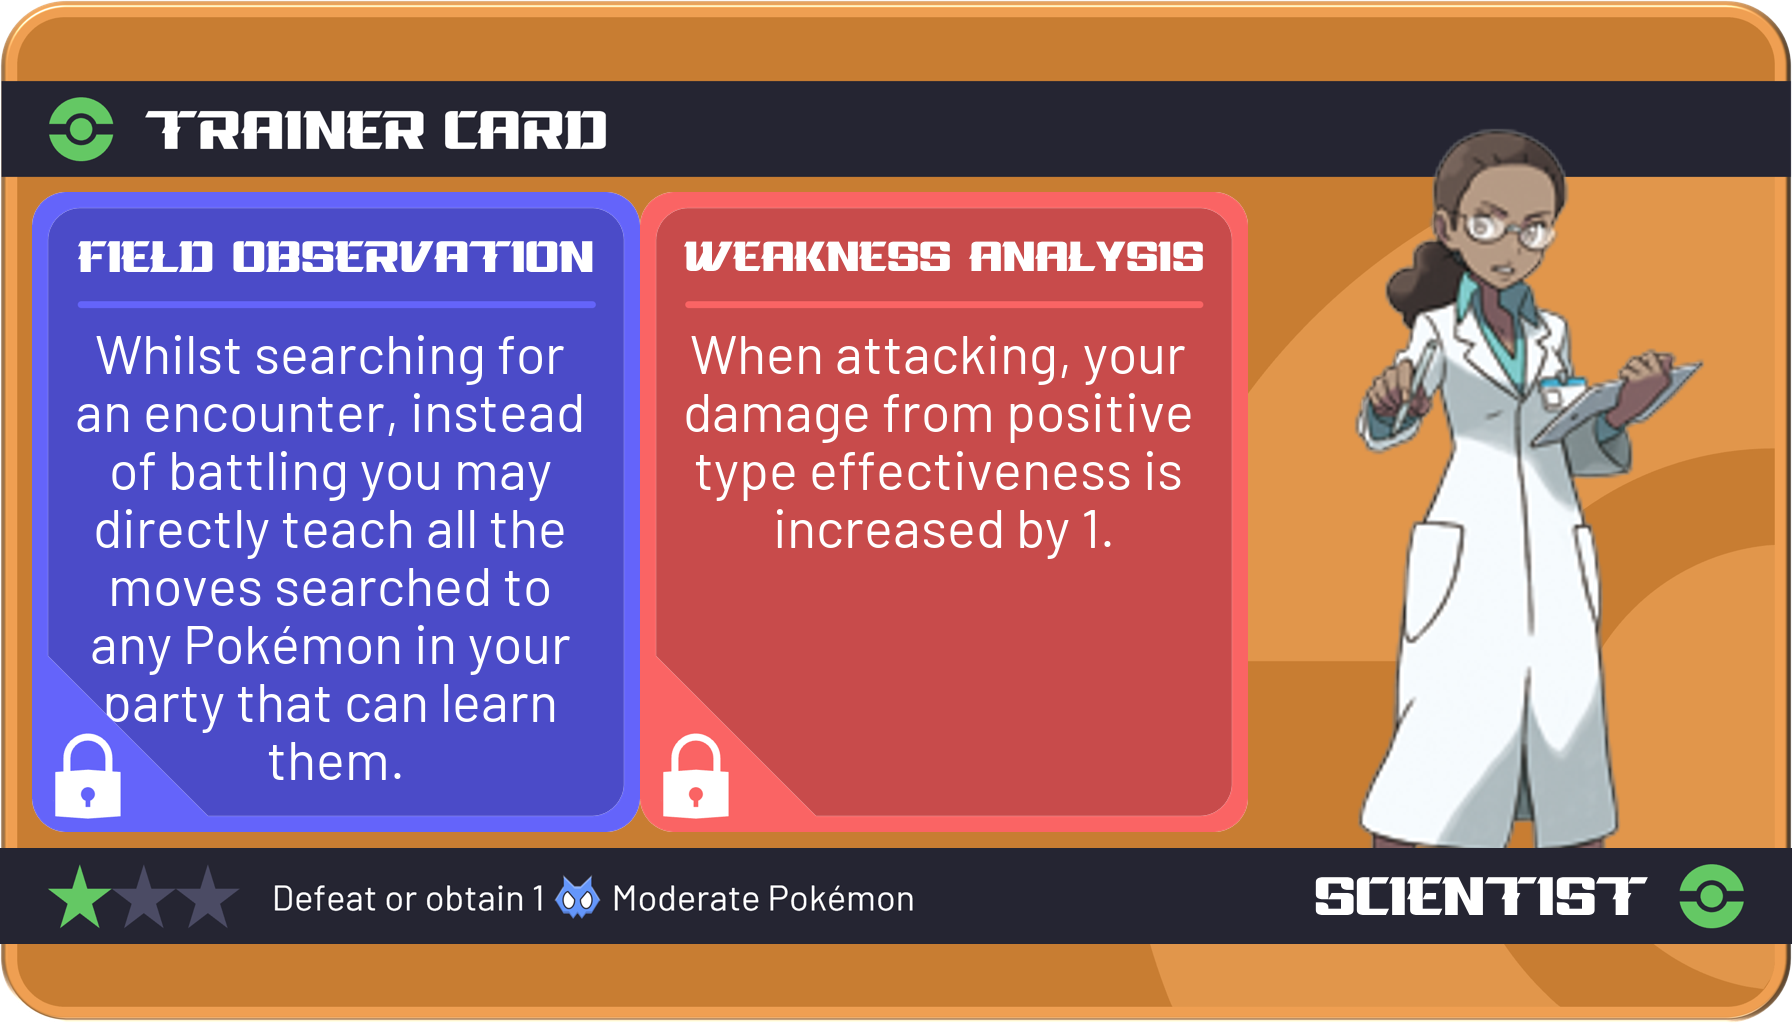 TRAINER CARD
FIELD OBSERVATION
Whilst searching for
an encounter, instead
of battling you may
directly teach all the
moves searched to
any Pokémon in your
party that can learn
them.
WEAKNESS ANALYSIS
When attacking, your
damage from positive
type effectiveness is
increased by 1.
Defeat or obtain 1 Moderate Pokémon
SCIENTIST